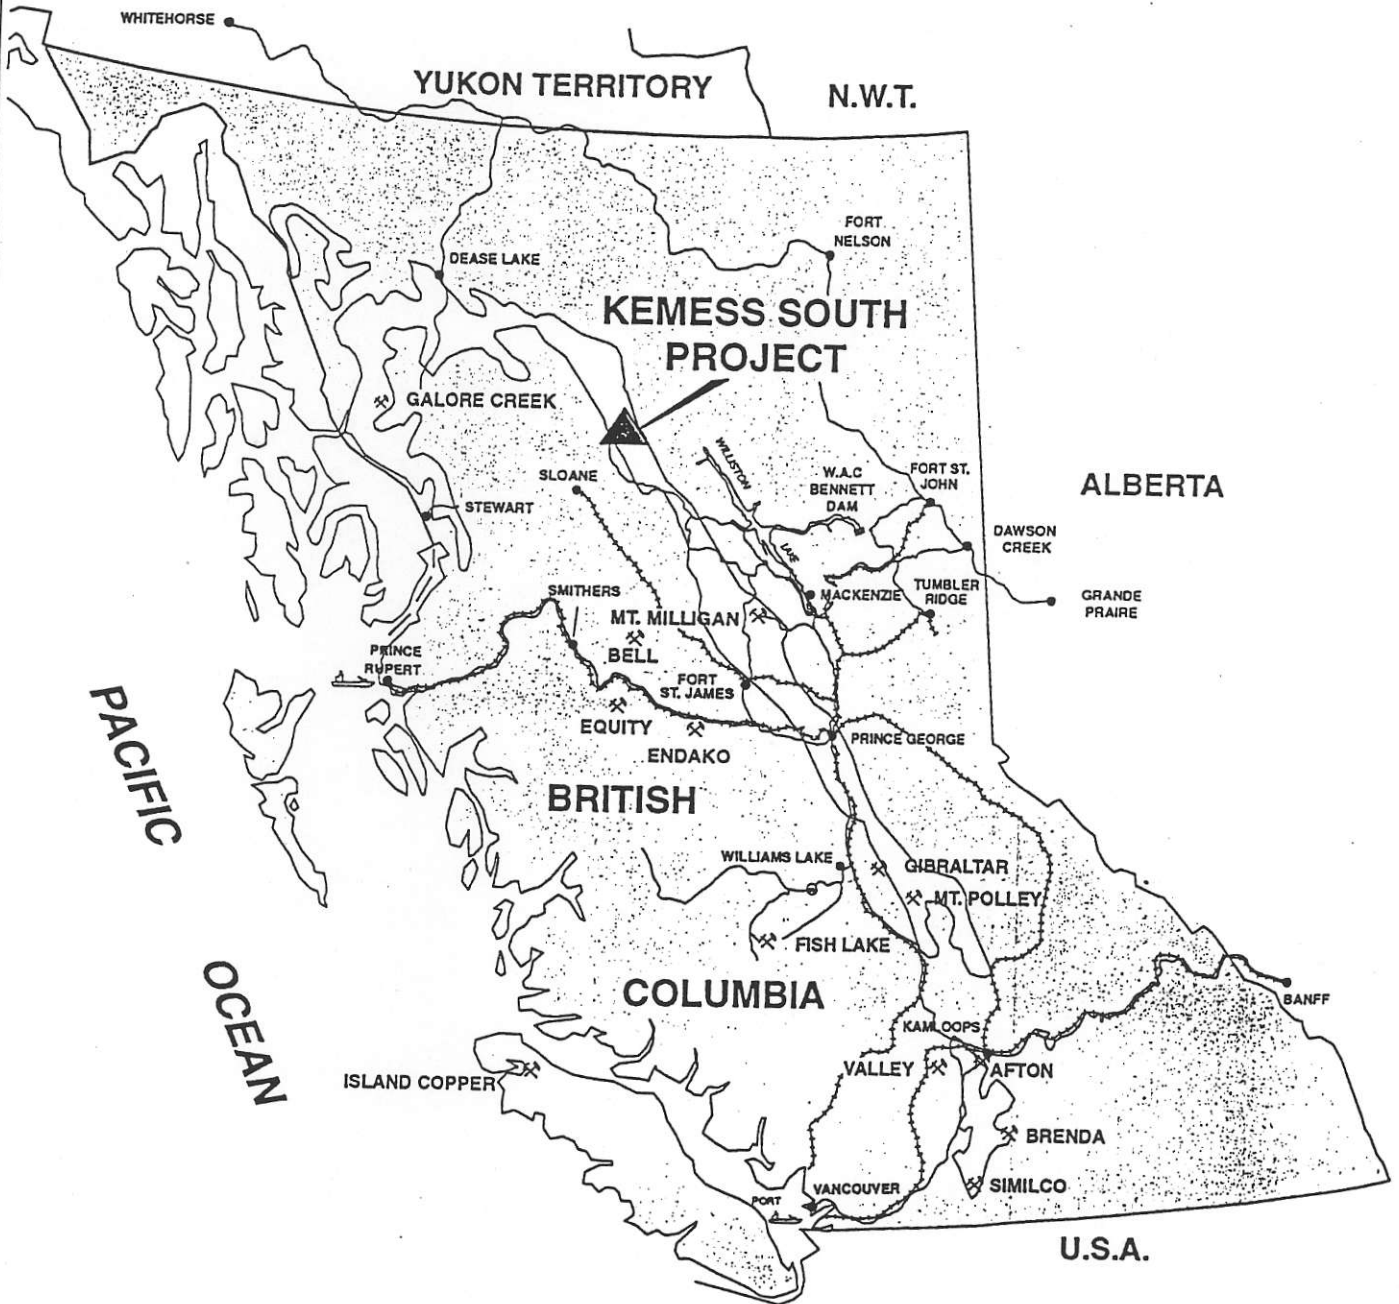 WHITEHORSE
YUKON TERRITORY
N.W.T.
FORT
NELSON
DEASE LAKE
KEMESS SOUTH
PROJECT
GALORE CREEK
WILLISTON
LAKE
SLOANE
W.A.C
BENNETT
DAM
FORT ST.
JOHN
ALBERTA
STEWART
DAWSON
CREEK
SMITHERS
MT. MILLIGAN
MACKENZIE
TUMBLER
RIDGE
GRANDE
PRAIRE
BELL
PRINCE
RUPERT
FORT
ST. JAMES
EQUITY
ENDAKO
PRINCE GEORGE
PACIFIC
OCEAN
BRITISH
COLUMBIA
WILLIAMS LAKE
GIBRALTAR
MT. POLLEY
FISH LAKE
BANFF
KAMLOOPS
ISLAND COPPER
VALLEY
AFTON
BRENDA
SIMILCO
PORT
VANCOUVER
U.S.A.